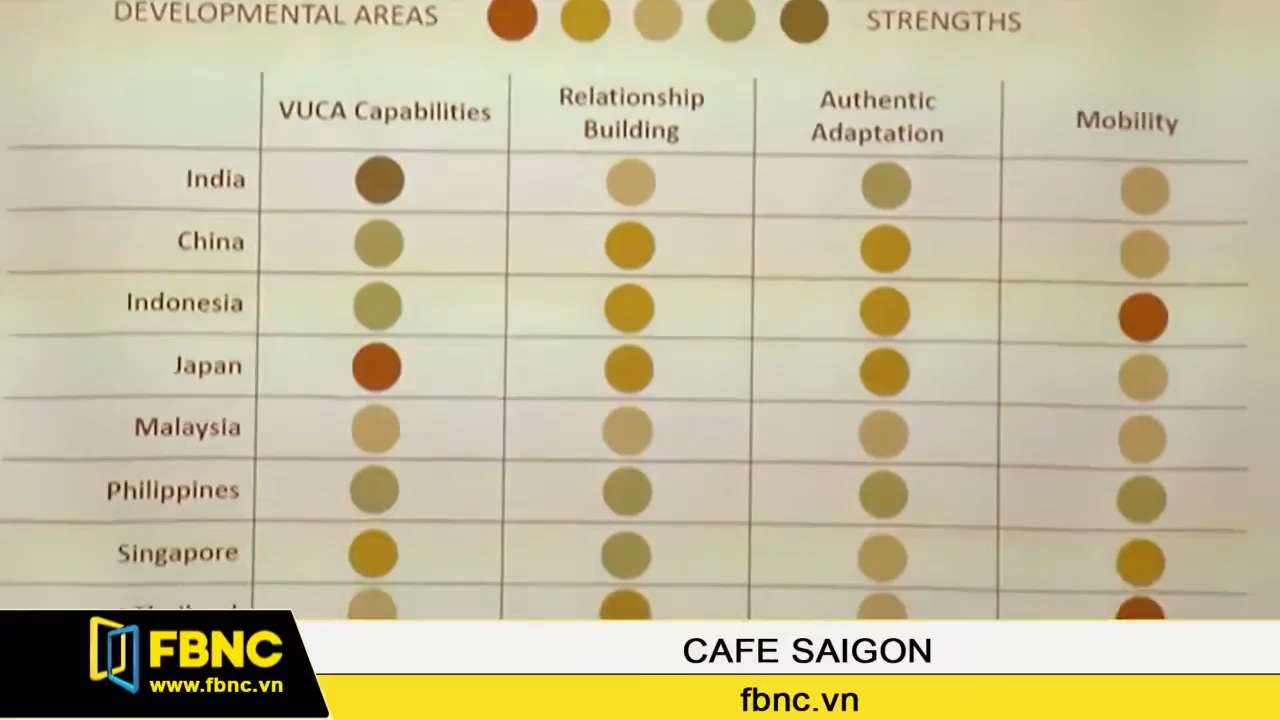 DEVELOPMENTAL AREAS STRENGTHS
VUCA Capabilities
Relationship
Building
Authentic
Adaptation
Mobility
India
China
Indonesia
Japan
Malaysia
Philippines
Singapore
FBNC
www.fbnc.vn
CAFE SAIGON
fbnc.vn